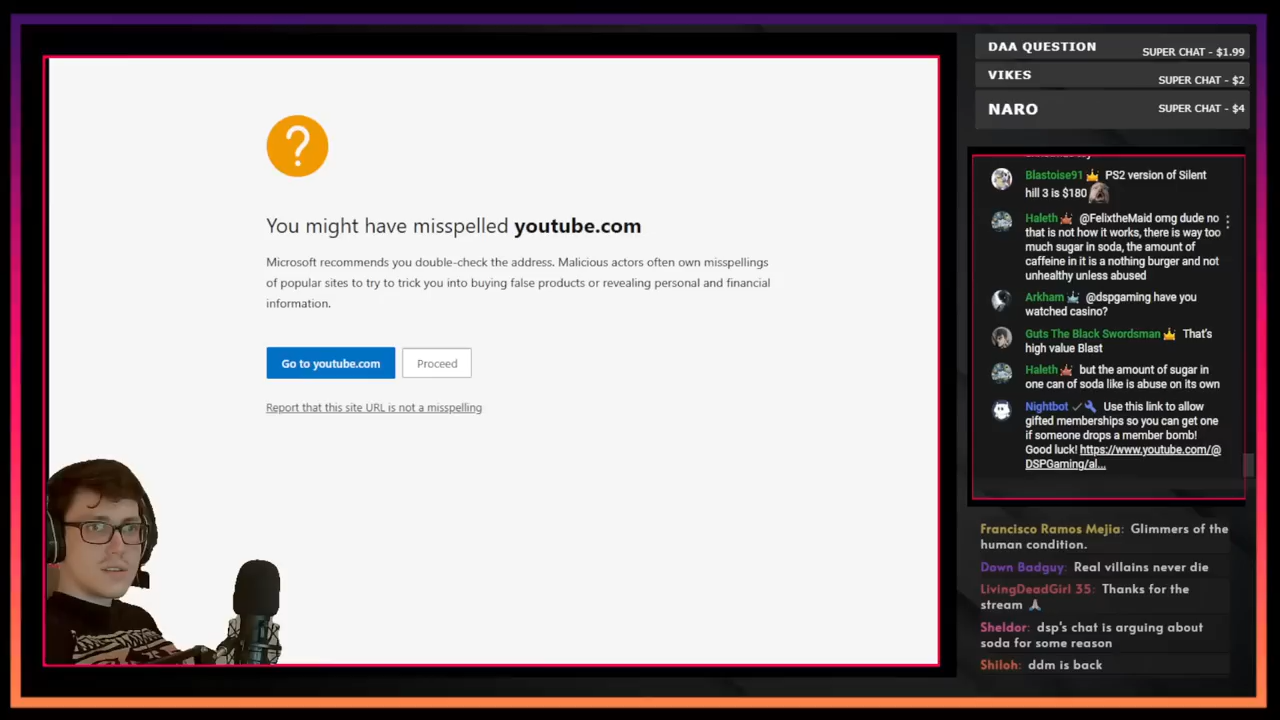 You might have misspelled youtube.com
Microsoft recommends you double-check the address. Malicious actors often own misspellings
of popular sites to try to trick you into buying false products or revealing personal and financial
information.
Go to youtube.com
Proceed
Report that this site URL is not a misspelling
DAA QUESTION SUPER CHAT - $1.99
VIKES SUPER CHAT - $2
NARO SUPER CHAT - $4
Blastoise91 PS2 version of Silent
hill 3 is $180
Haleth @FelixtheMaid omg dude no
that is not how it works, there is way too
much sugar in soda, the amount of
caffeine in it is a nothing burger and not
unhealthy unless abused
Arkham @dspgaming have you
watched casino?
Guts The Black Swordsman That's
high value Blast
Haleth but the amount of sugar in
one can of soda like is abuse on its own
Nightbot Use this link to allow
gifted memberships so you can get one
if someone drops a member bomb!
Good luck! https://www.youtube.com/@
DSPGaming/al...
Francisco Ramos Mejia: Glimmers of the
human condition.
Down Badguy: Real villains never die
LivingDeadGirl 35: Thanks for the
stream 🙏
Sheldor: dsp's chat is arguing about
soda for some reason
Shiloh: ddm is back